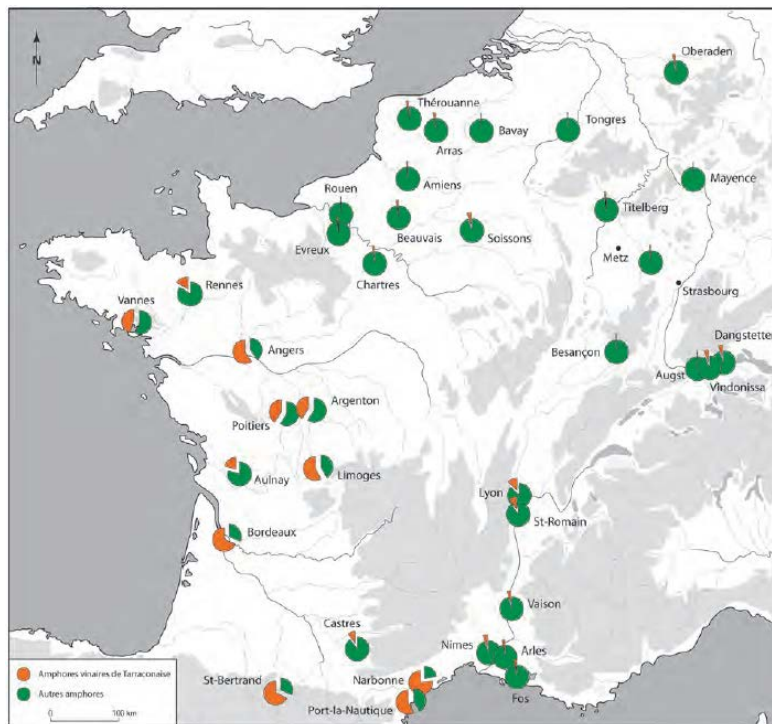 N
Oberaden
Thérouanne
Arras
Bavay
Tongres
Amiens
Mayence
Rouen
Titelberg
Beauvais
Soissons
Evreux
Metz
Chartres
Strasbourg
Rennes
Vannes
Angers
Besançon
Dangstetten
Augst
Vindonissa
Argenton
Poitiers
Limoges
Aulnay
Lyon
St-Romain
Bordeaux
Vaison
Castres
Nimes
Arles
St-Bertrand
Narbonne
Fos
Port-la-Nautique
Amphores vinaires de Tarraconaise
Autres amphores
0 100 km